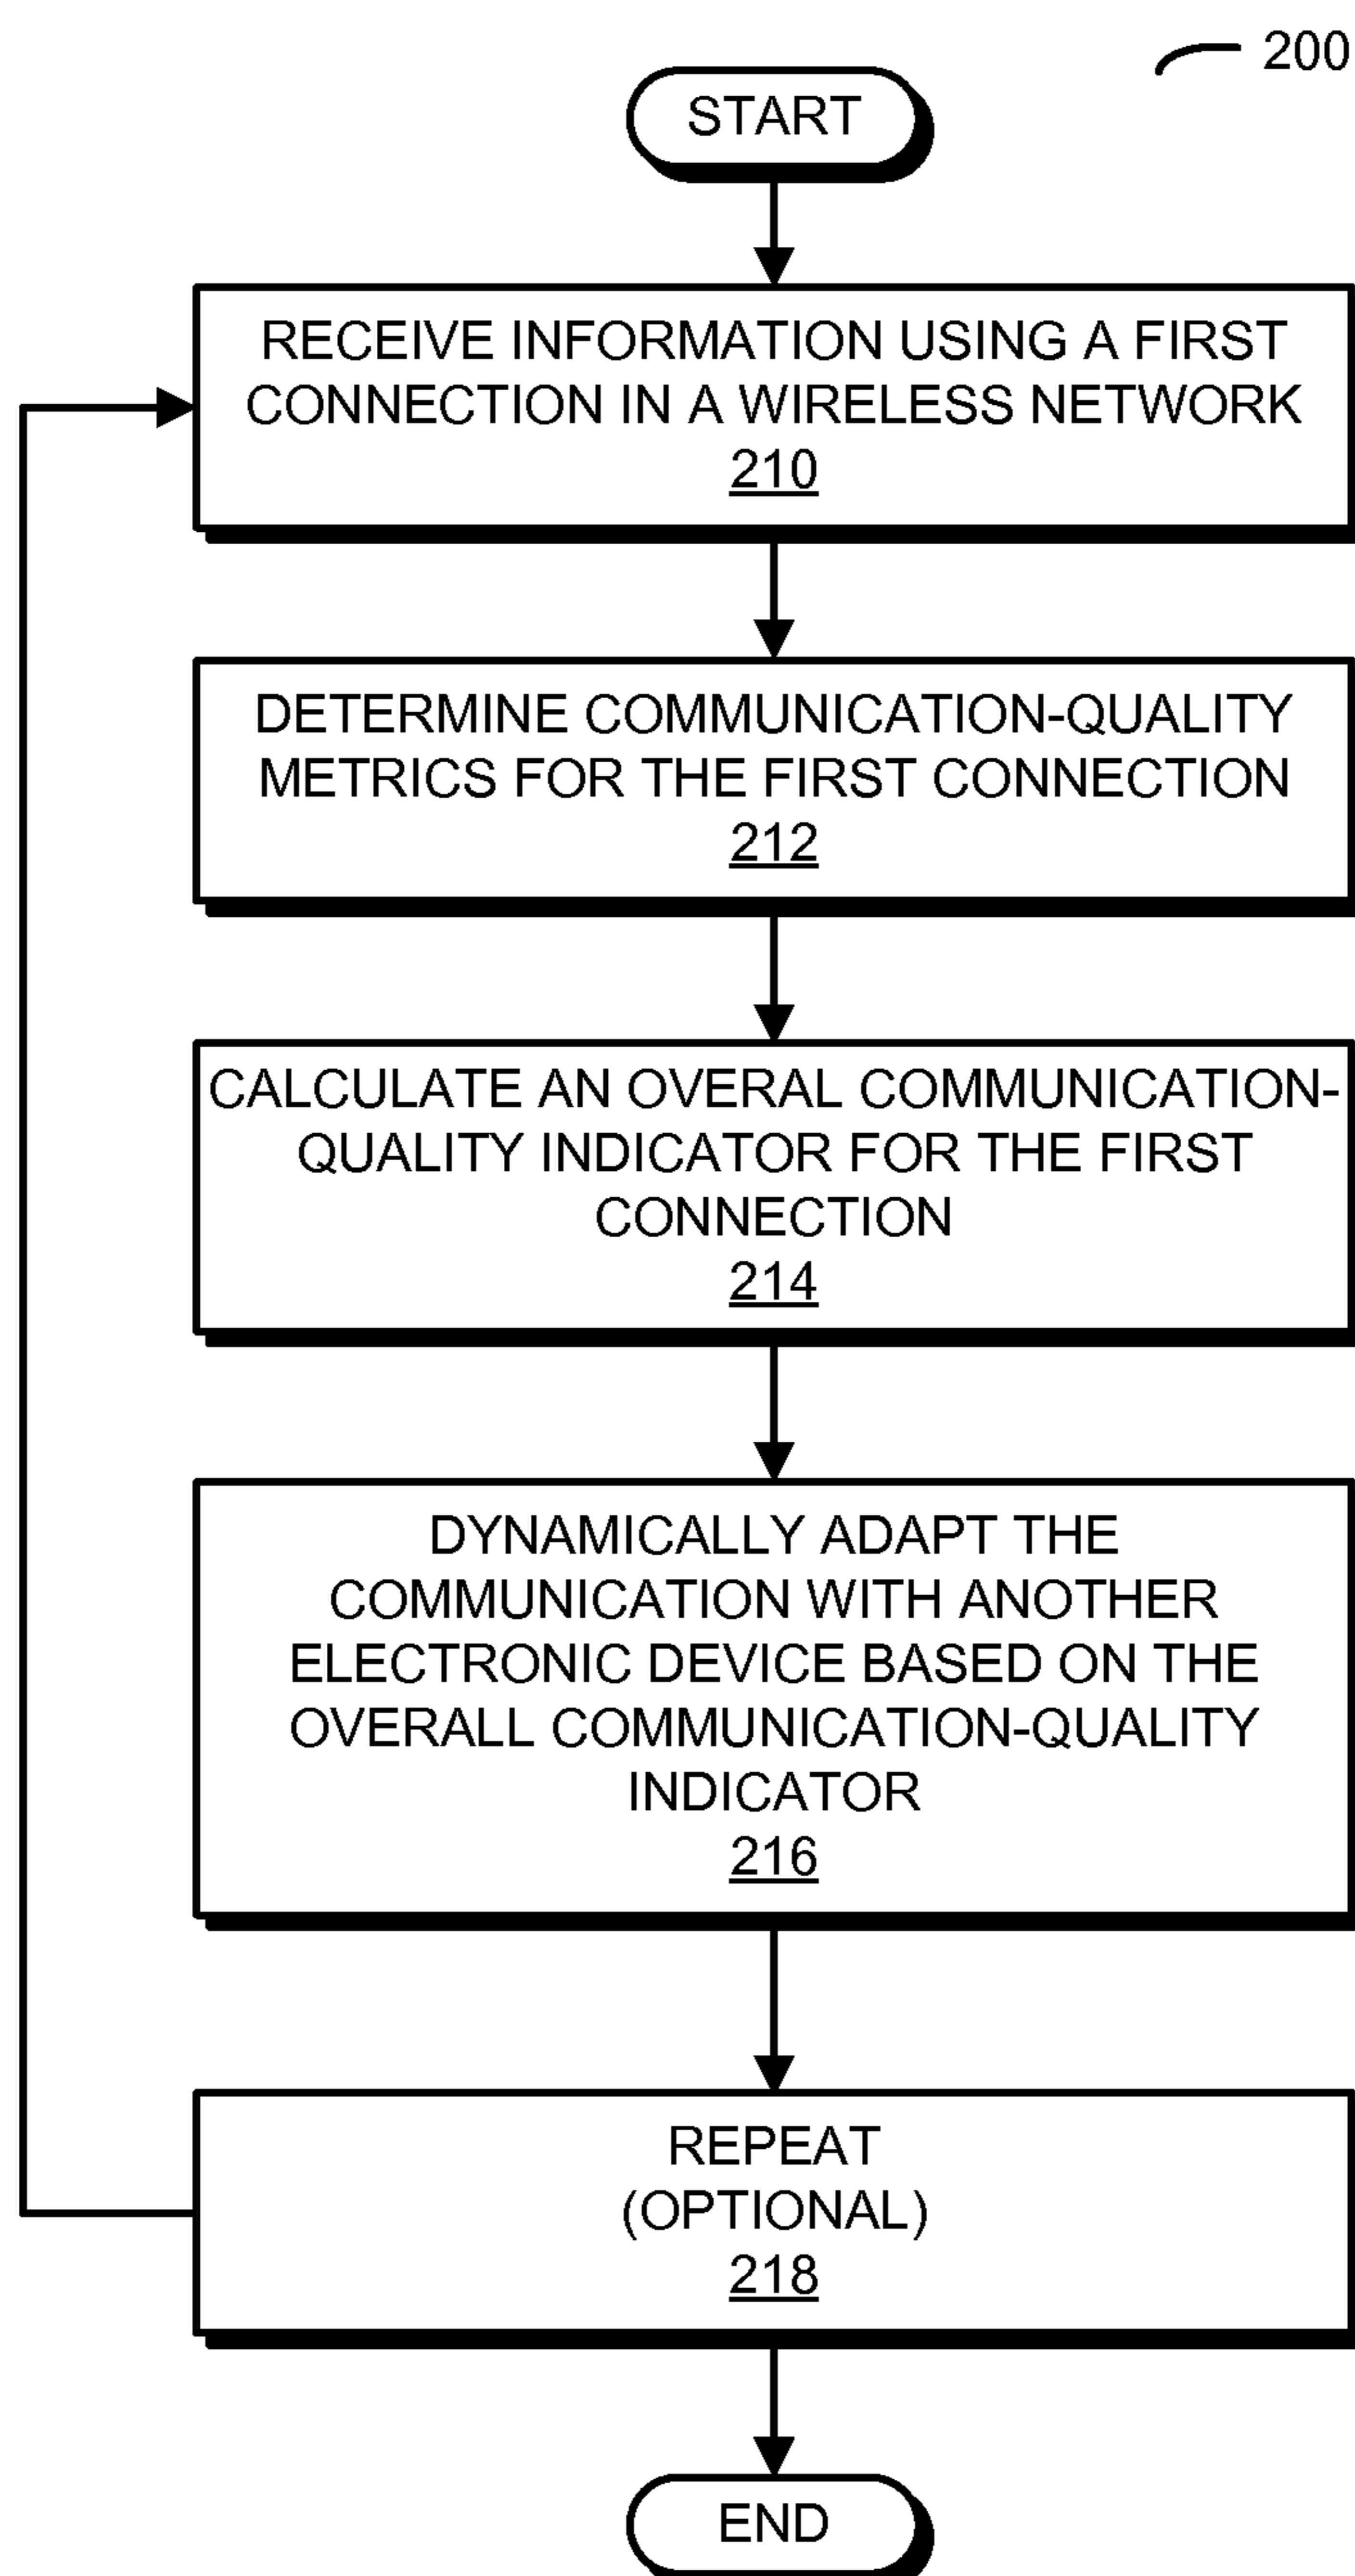 200
START
RECEIVE INFORMATION USING A FIRST
CONNECTION IN A WIRELESS NETWORK
210
DETERMINE COMMUNICATION-QUALITY
METRICS FOR THE FIRST CONNECTION
212
CALCULATE AN OVERAL COMMUNICATION-
QUALITY INDICATOR FOR THE FIRST
CONNECTION
214
DYNAMICALLY ADAPT THE
COMMUNICATION WITH ANOTHER
ELECTRONIC DEVICE BASED ON THE
OVERALL COMMUNICATION-QUALITY
INDICATOR
216
REPEAT
(OPTIONAL)
218
END